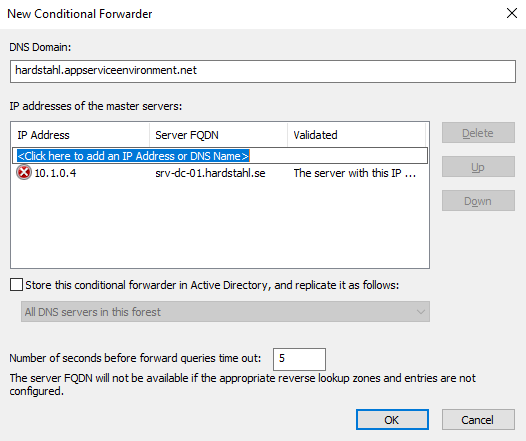 New Conditional Forwarder
DNS Domain:
hardstahl.appserviceenvironment.net
IP addresses of the master servers:
IP Address Server FQDN Validated
<Click here to add an IP Address or DNS Name>
10.1.0.4 srv-dc-01.hardstahl.se The server with this IP ...
Delete
Up
Down
Store this conditional forwarder in Active Directory, and replicate it as follows:
All DNS servers in this forest
Number of seconds before forward queries time out: 5
The server FQDN will not be available if the appropriate reverse lookup zones and entries are not
configured.
OK Cancel